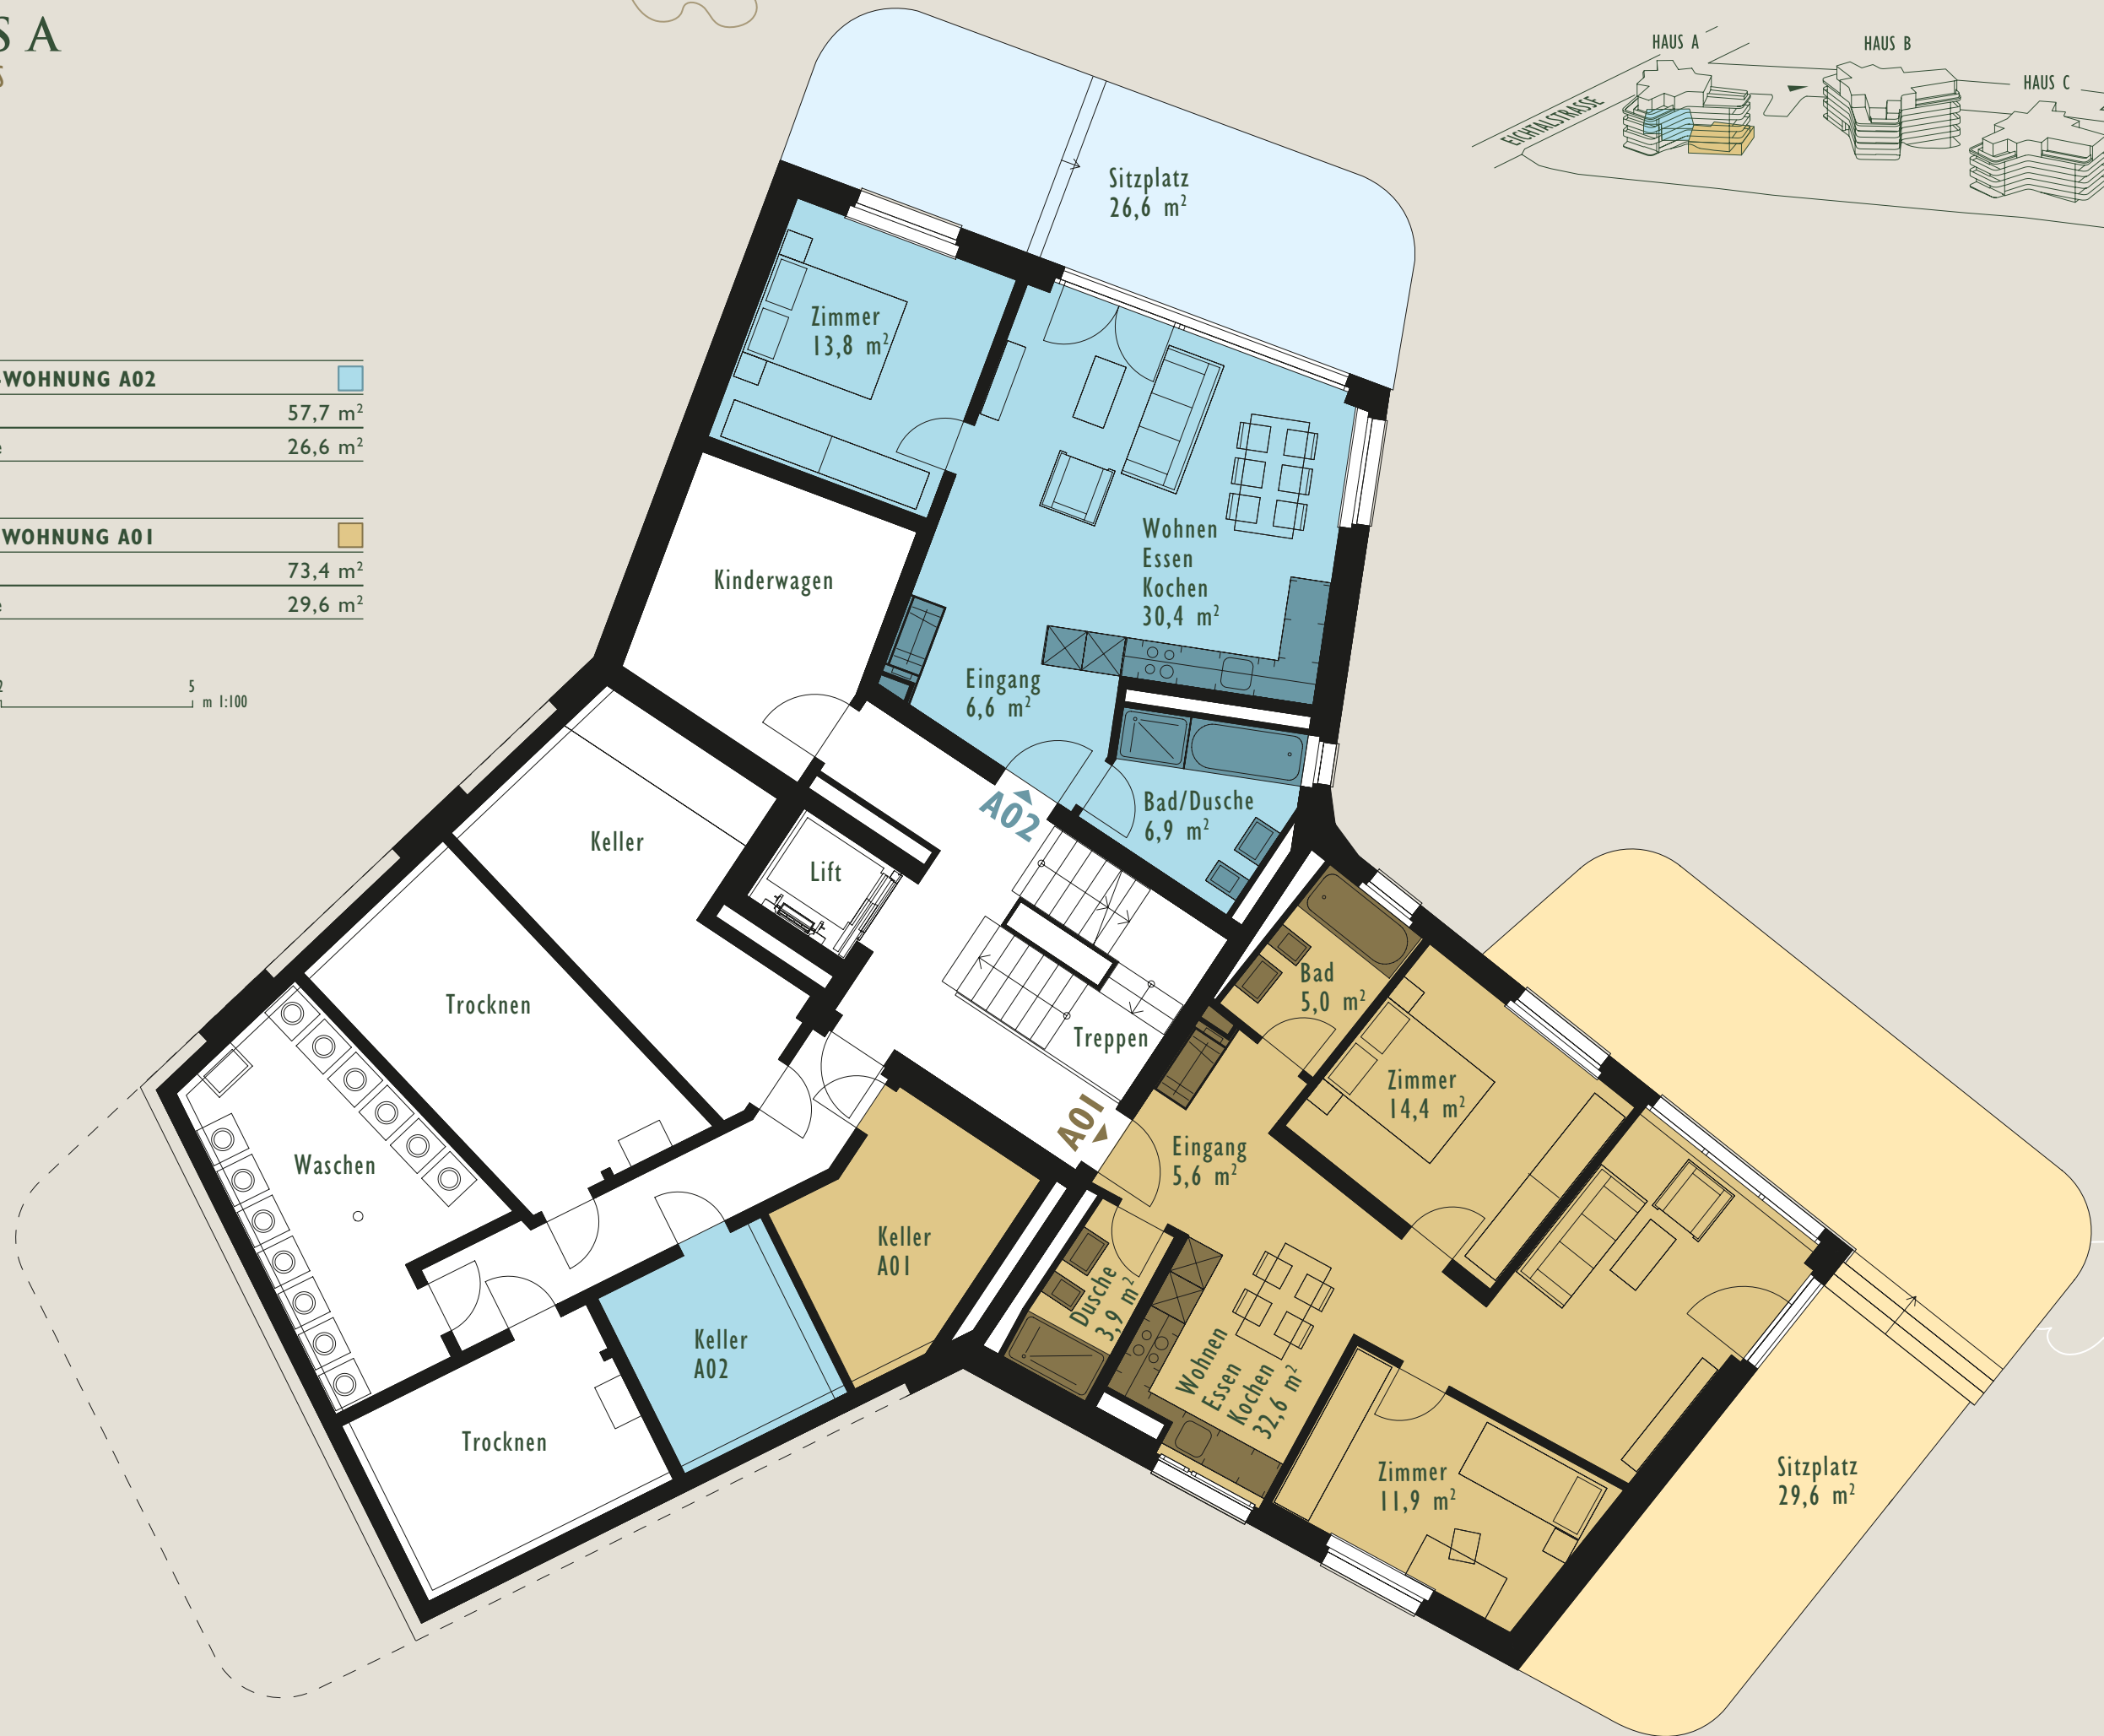 S A
HAUS A
HAUS B
HAUS C
EICHTALSTRASSE
Sitzplatz
26,6 m²
Zimmer
13,8 m²
WOHNUNG A02
57,7 m²
e
26,6 m²
WOHNUNG A01
73,4 m²
e
29,6 m²
2
5
m 1:100
Wohnen
Essen
Kochen
30,4 m²
Kinderwagen
Eingang
6,6 m²
A02
Bad/Dusche
6,9 m²
Keller
Lift
Trocknen
Treppen
Bad
5,0 m²
Zimmer
14,4 m²
A01
Eingang
5,6 m²
Waschen
Keller
A01
Dusche
3,9 m²
Keller
A02
Wohnen
Essen
Kochen
32,6 m²
Trocknen
Zimmer
11,9 m²
Sitzplatz
29,6 m²